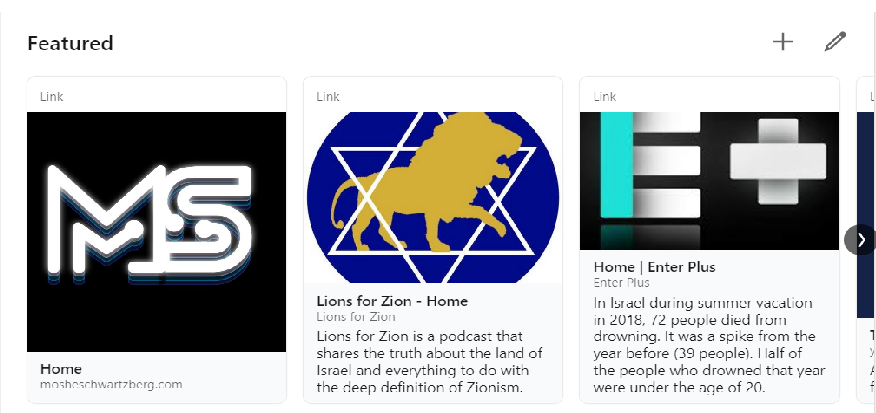 Featured
Link
MS
Home
mosheschwartzberg.com
Link
Lions for Zion - Home
Lions for Zion
Lions for Zion is a podcast that
shares the truth about the land of
Israel and everything to do with
the deep definition of Zionism.
Link
E+
Home | Enter Plus
Enter Plus
In Israel during summer vacation
in 2018, 72 people died from
drowning. It was a spike from the
year before (39 people). Half of
the people who drowned that year
were under the age of 20.